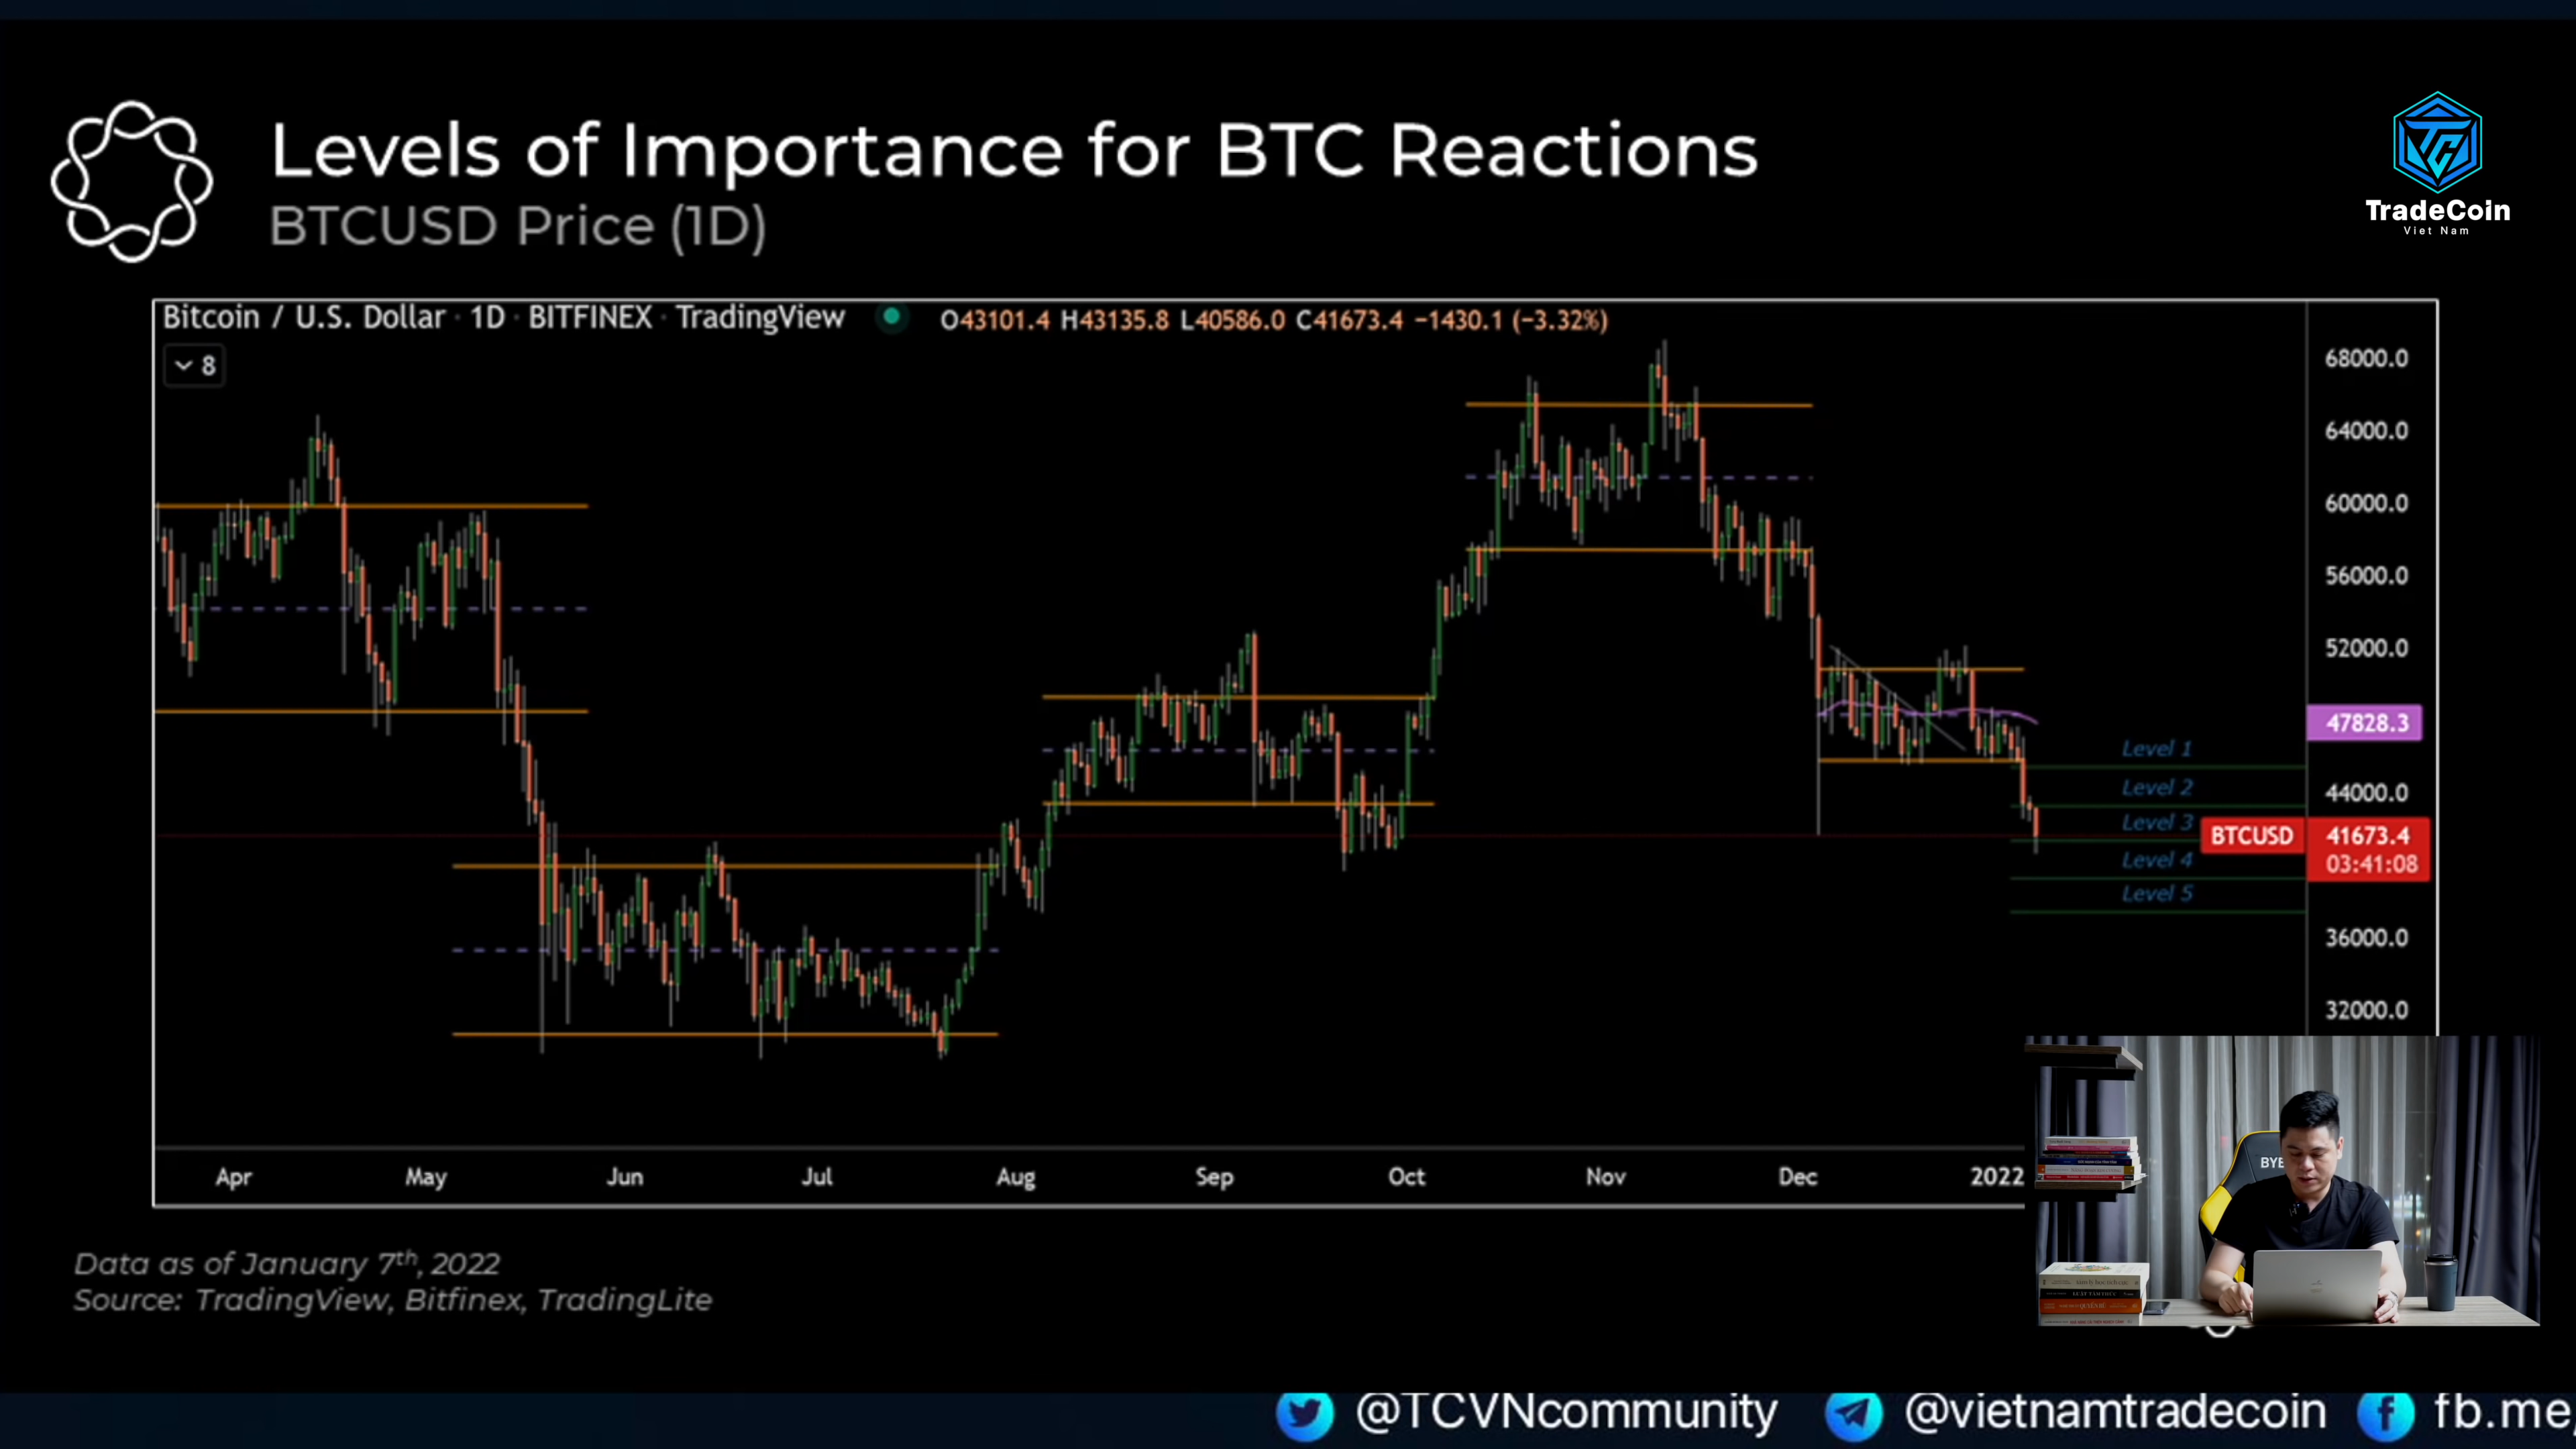 Levels of Importance for BTC Reactions
BTCUSD Price (1D)
TradeCoin
Viet Nam
Bitcoin / U.S. Dollar · 1D · BITFINEX · TradingView
O43101.4 H43135.8 L40586.0 C41673.4 −1430.1 (−3.32%)
8
68000.0
64000.0
60000.0
56000.0
52000.0
47828.3
Level 1
Level 2
44000.0
Level 3
BTCUSD
41673.4
03:41:08
Level 4
Level 5
36000.0
32000.0
Apr
May
Jun
Jul
Aug
Sep
Oct
Nov
Dec
2022
Data as of January 7th, 2022
Source: TradingView, Bitfinex, TradingLite
@TCVNcommunity
@vietnamtradecoin
fb.me